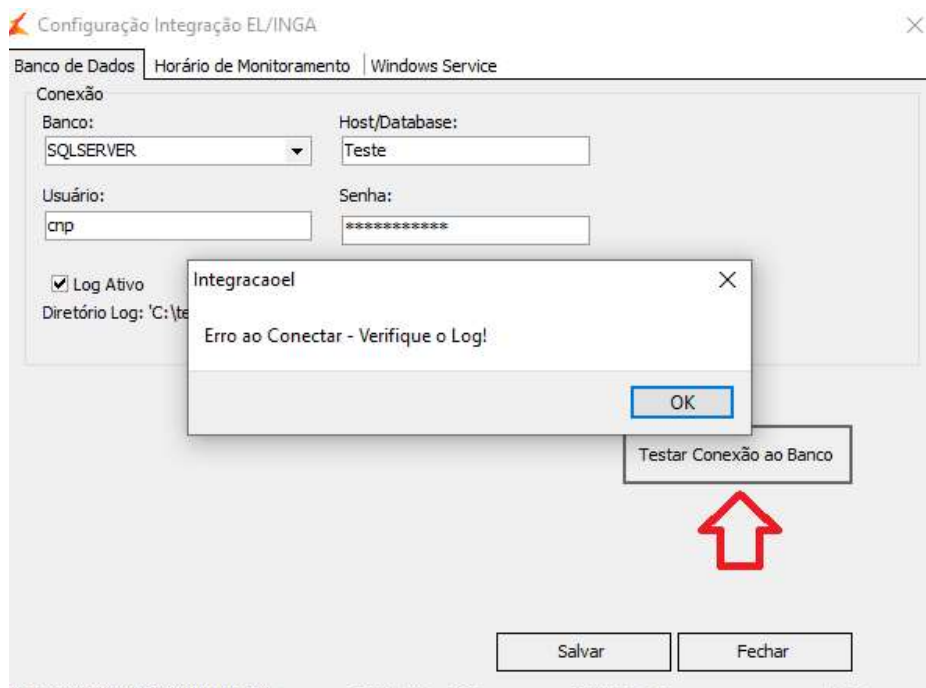 Configuração Integração EL/INGA
Banco de Dados Horário de Monitoramento Windows Service
Conexão
Banco: Host/Database:
SQLSERVER Teste
Usuário: Senha:
cnp ***********
Log Ativo
Diretório Log: 'C:\te
Integracaoel
Erro ao Conectar - Verifique o Log!
OK
Testar Conexão ao Banco
Salvar Fechar